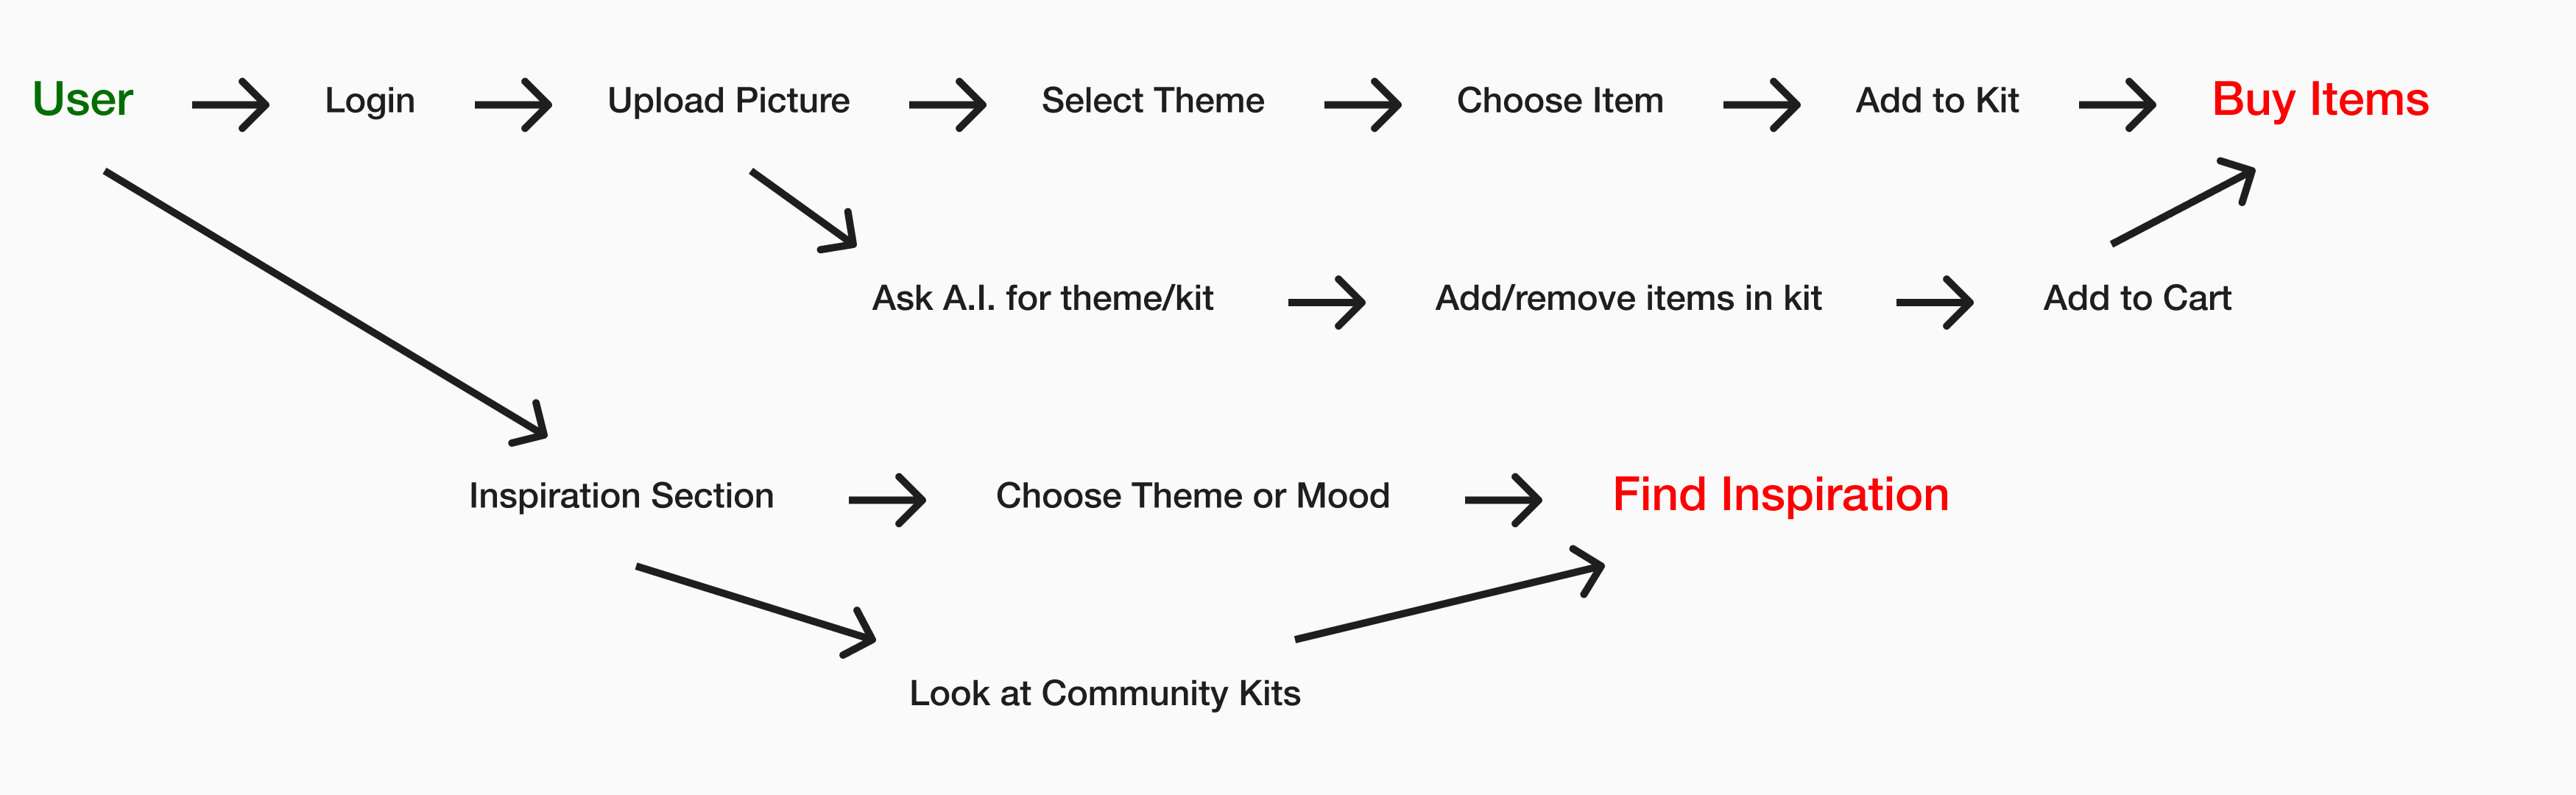 User
Login
Upload Picture
Select Theme
Choose Item
Add to Kit
Buy Items
Ask A.I. for theme/kit
Add/remove items in kit
Add to Cart
Inspiration Section
Choose Theme or Mood
Find Inspiration
Look at Community Kits